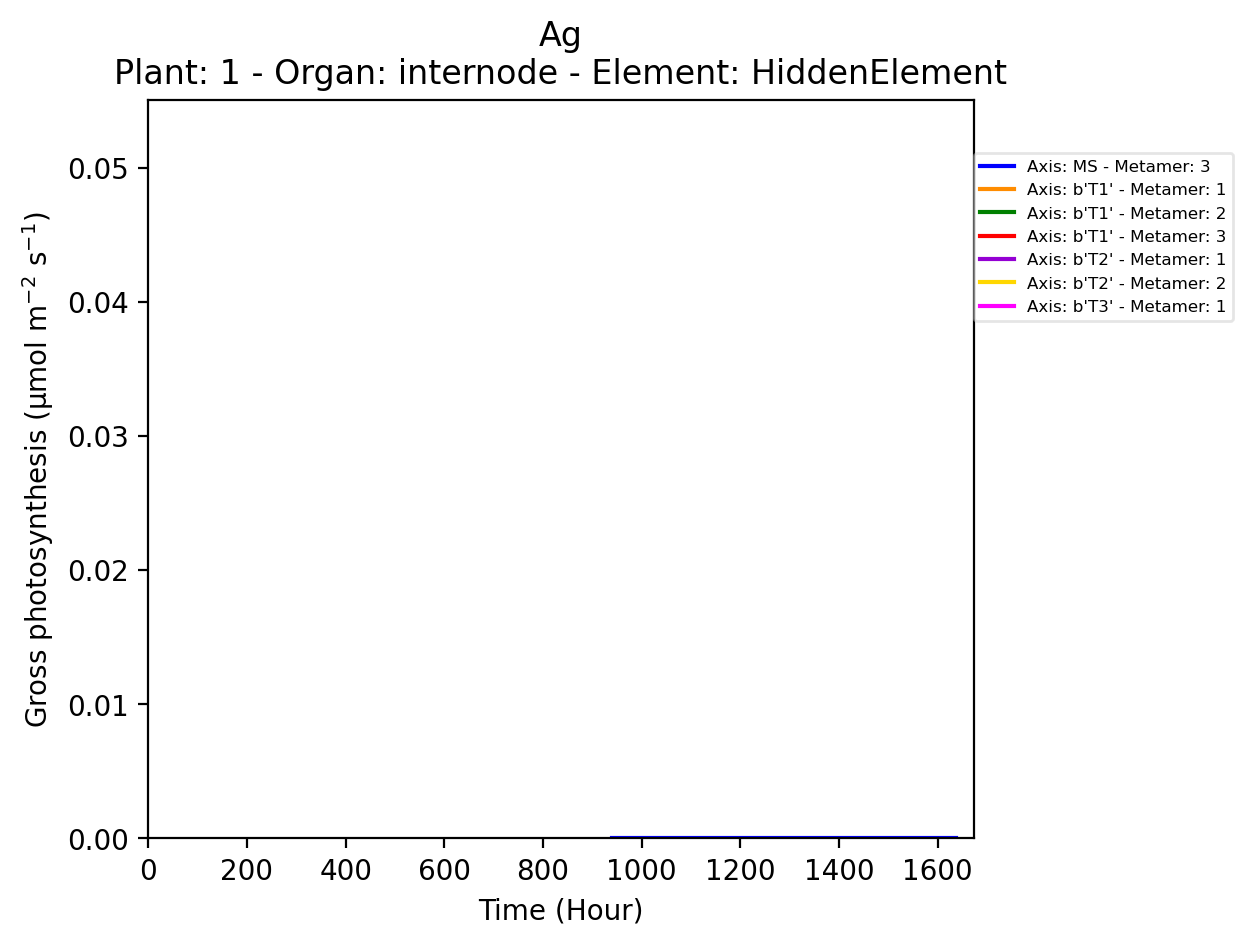 Ag
Plant: 1 - Organ: internode - Element: HiddenElement
Gross photosynthesis (µmol m⁻² s⁻¹)
0.05
0.04
0.03
0.02
0.01
0.00
0 200 400 600 800 1000 1200 1400 1600
Time (Hour)
Axis: MS - Metamer: 3
Axis: b'T1' - Metamer: 1
Axis: b'T1' - Metamer: 2
Axis: b'T1' - Metamer: 3
Axis: b'T2' - Metamer: 1
Axis: b'T2' - Metamer: 2
Axis: b'T3' - Metamer: 1